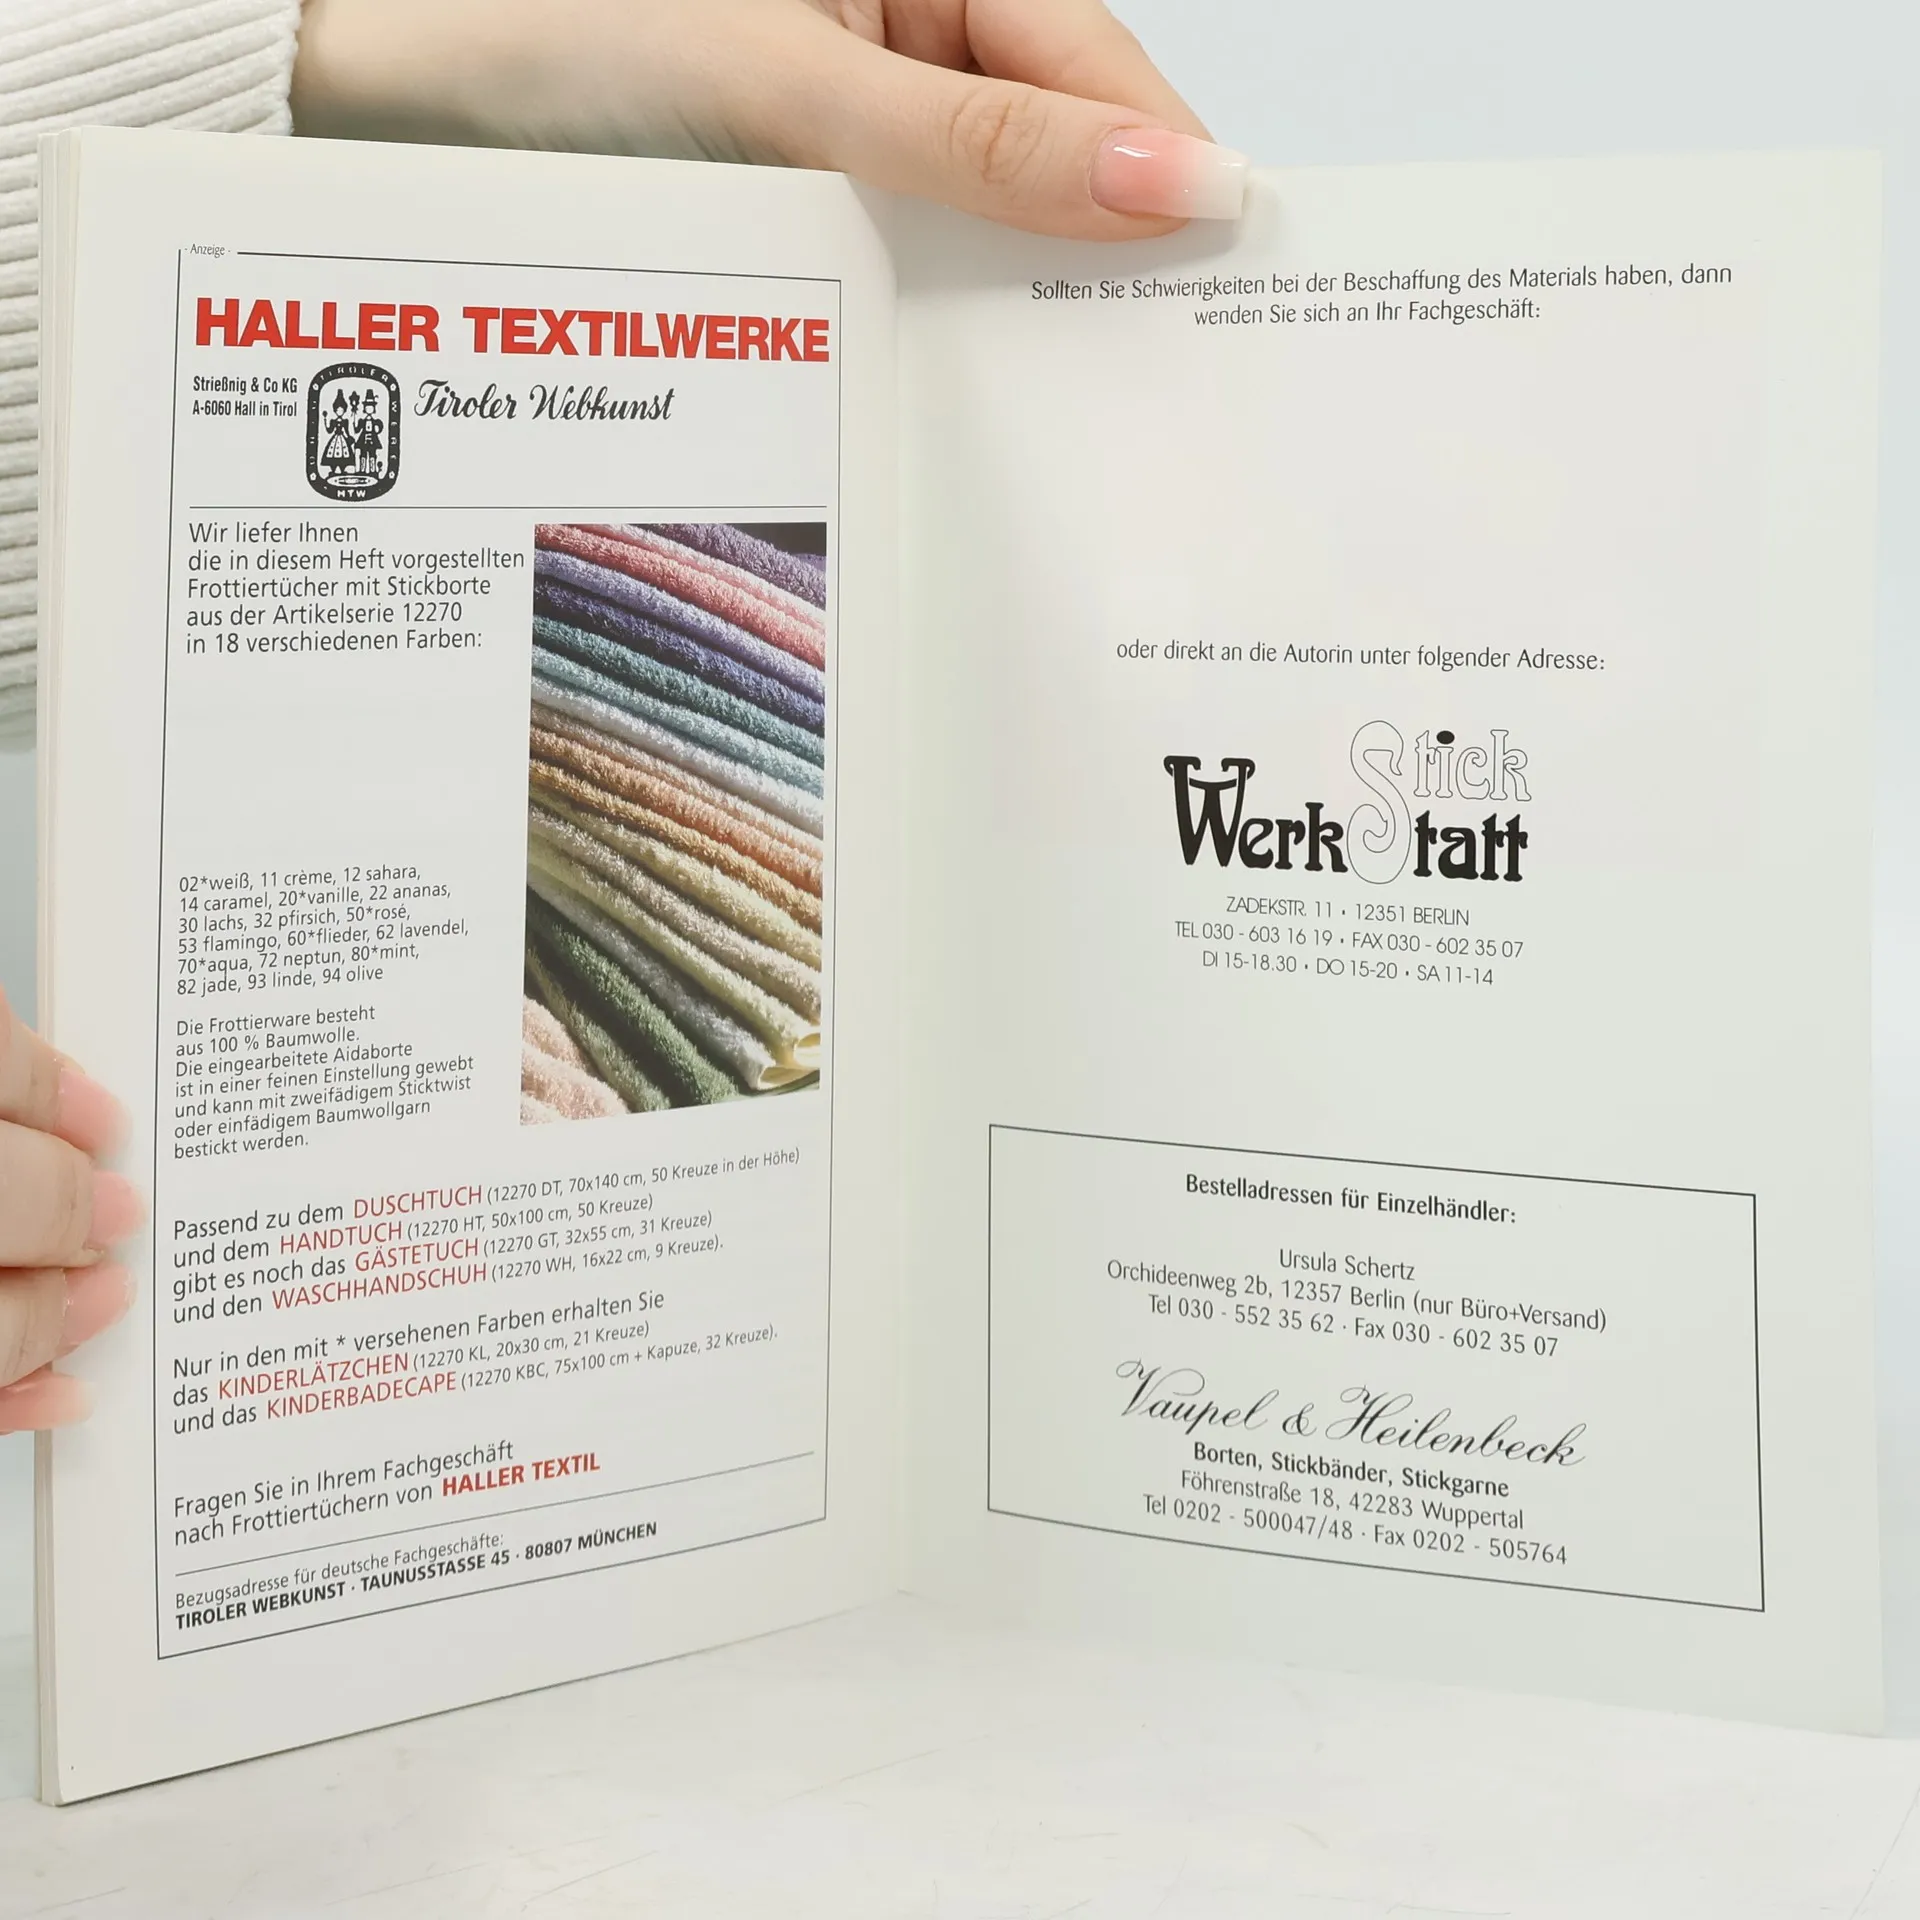 - Anzeige -
HALLER TEXTILWERKE
Strießnig & Co KG
A-6060 Hall in Tirol
TIROLER
HTW
Tiroler Webkunst
Wir liefer Ihnen
die in diesem Heft vorgestellten
Frottiertücher mit Stickborte
aus der Artikelserie 12270
in 18 verschiedenen Farben:
02*weiß, 11 crème, 12 sahara,
14 caramel, 20*vanille, 22 ananas,
30 lachs, 32 pfirsich, 50*rosé,
53 flamingo, 60*flieder, 62 lavendel,
70*aqua, 72 neptun, 80*mint,
82 jade, 93 linde, 94 olive
Die Frottierware besteht
aus 100 % Baumwolle.
Die eingearbeitete Aidaborte
ist in einer feinen Einstellung gewebt
und kann mit zweifädigem Sticktwist
oder einfädigem Baumwollgarn
bestickt werden.
Passend zu dem DUSCHTUCH (12270 DT, 70x140 cm, 50 Kreuze in der Höhe)
und dem HANDTUCH (12270 HT, 50x100 cm, 50 Kreuze)
gibt es noch das GÄSTETUCH (12270 GT, 32x55 cm, 31 Kreuze)
und den WASCHHANDSCHUH (12270 WH, 16x22 cm, 9 Kreuze).
Nur in den mit * versehenen Farben erhalten Sie
das KINDERLÄTZCHEN (12270 KL, 20x30 cm, 21 Kreuze)
und das KINDERBADECAPE (12270 KBC, 75x100 cm + Kapuze, 32 Kreuze).
Fragen Sie in Ihrem Fachgeschäft
nach Frottiertüchern von HALLER TEXTIL
Bezugsadresse für deutsche Fachgeschäfte:
TIROLER WEBKUNST · TAUNUSSTASSE 45 · 80807 MÜNCHEN
Sollten Sie Schwierigkeiten bei der Beschaffung des Materials haben, dann
wenden Sie sich an Ihr Fachgeschäft:
oder direkt an die Autorin unter folgender Adresse:
Stick
WerkStatt
ZADEKSTR. 11 • 12351 BERLIN
TEL 030 - 603 16 19 • FAX 030 - 602 35 07
DI 15-18.30 • DO 15-20 • SA 11-14
Bestelladressen für Einzelhändler:
Ursula Schertz
Orchideenweg 2b, 12357 Berlin (nur Büro+Versand)
Tel 030 - 552 35 62 · Fax 030 - 602 35 07
Vaupel & Heilenbeck
Borten, Stickbänder, Stickgarne
Föhrenstraße 18, 42283 Wuppertal
Tel 0202 - 500047/48 · Fax 0202 - 505764